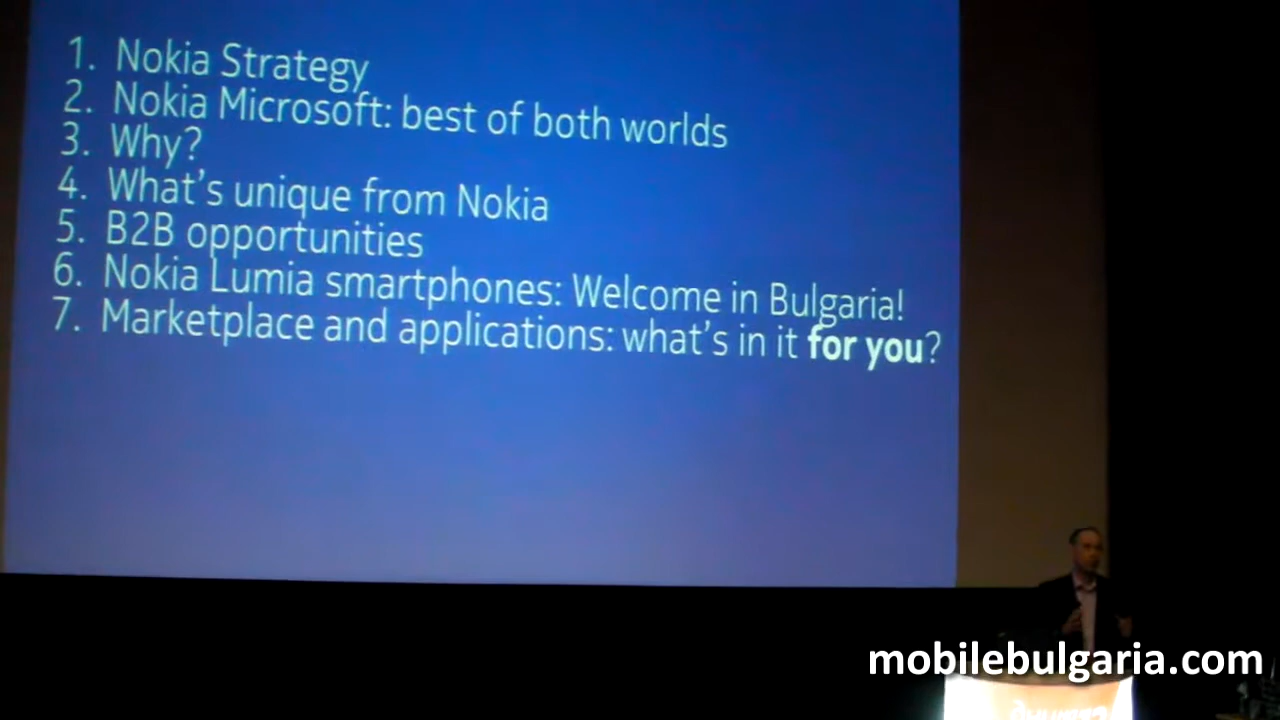 1. Nokia Strategy
2. Nokia Microsoft: best of both worlds
3. Why?
4. What's unique from Nokia
5. B2B opportunities
6. Nokia Lumia smartphones: Welcome in Bulgaria!
7. Marketplace and applications: what's in it for you?
mobilebulgaria.com